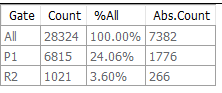 Gate Count %All Abs.Count
All 28324 100.00% 7382
P1 6815 24.06% 1776
R2 1021 3.60% 266